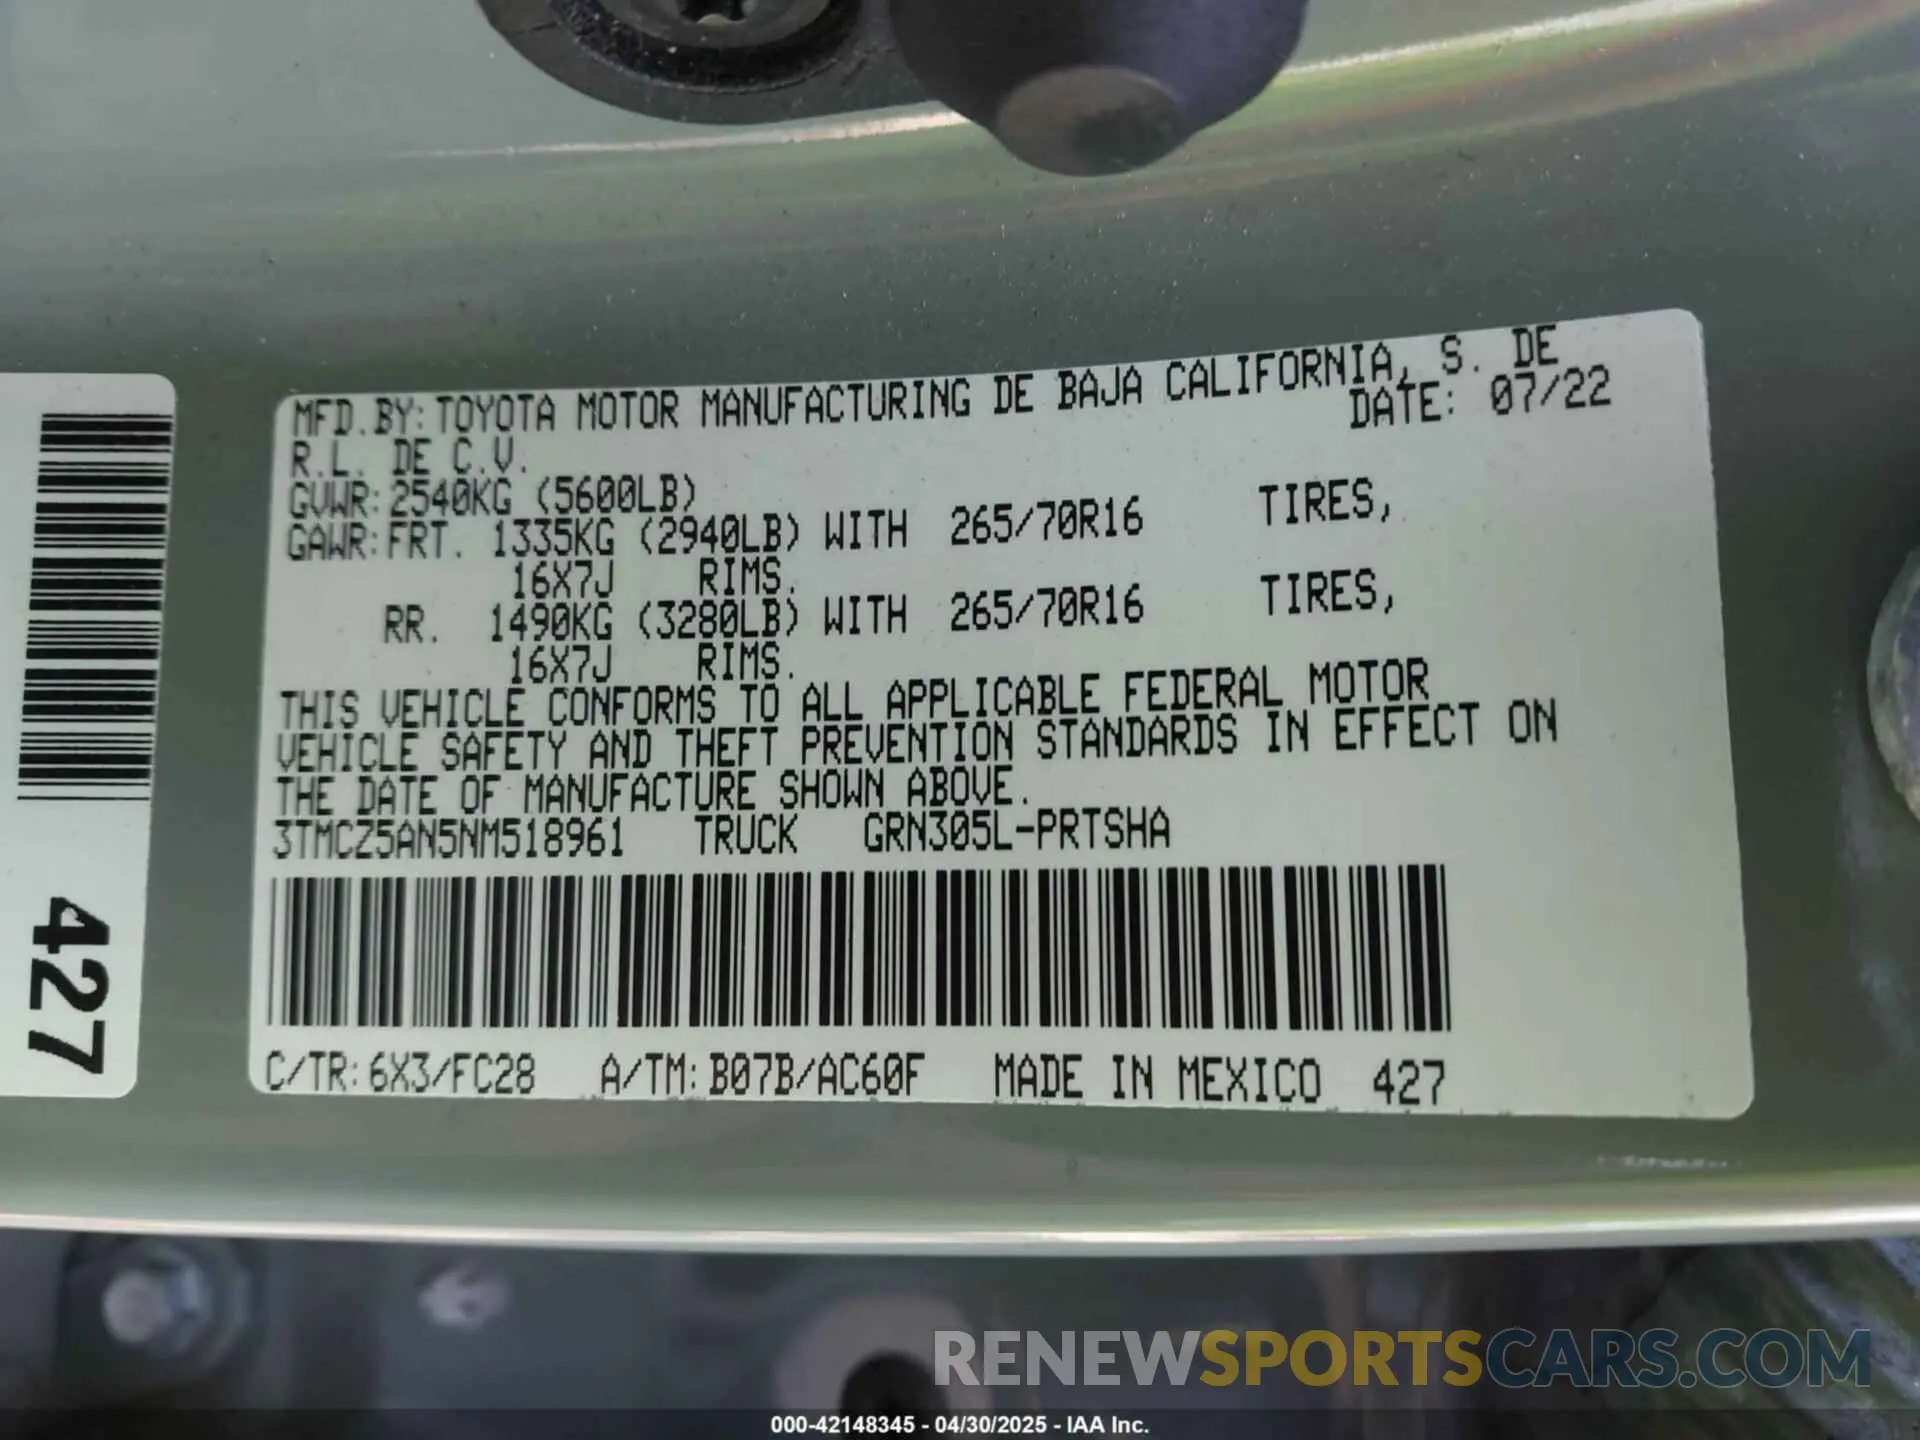 MFD.BY:TOYOTA MOTOR MANUFACTURING DE BAJA CALIFORNIA, S. DE
R.L. DE C.V. DATE: 07/22
GVWR:2540KG (5600LB)
GAWR:FRT. 1335KG (2940LB) WITH 265/70R16 TIRES,
16X7J RIMS.
RR. 1490KG (3280LB) WITH 265/70R16 TIRES,
16X7J RIMS.
THIS VEHICLE CONFORMS TO ALL APPLICABLE FEDERAL MOTOR
VEHICLE SAFETY AND THEFT PREVENTION STANDARDS IN EFFECT ON
THE DATE OF MANUFACTURE SHOWN ABOVE.
3TMCZ5AN5NM518961 TRUCK GRN305L-PRTSHA
C/TR:6X3/FC28 A/TM:B07B/AC60F MADE IN MEXICO 427
427
RENEWSPORTSCARS.COM
000-42148345 - 04/30/2025 - IAA Inc.